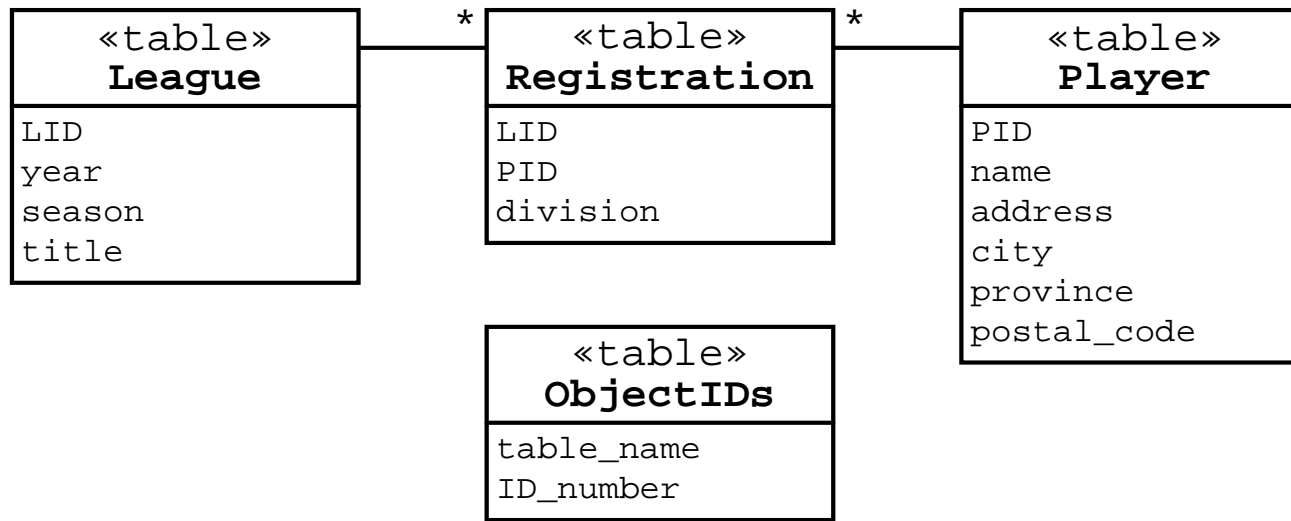 «table»
League
LID
year
season
title
*
«table»
Registration
LID
PID
division
*
«table»
Player
PID
name
address
city
province
postal_code
«table»
ObjectIDs
table_name
ID_number